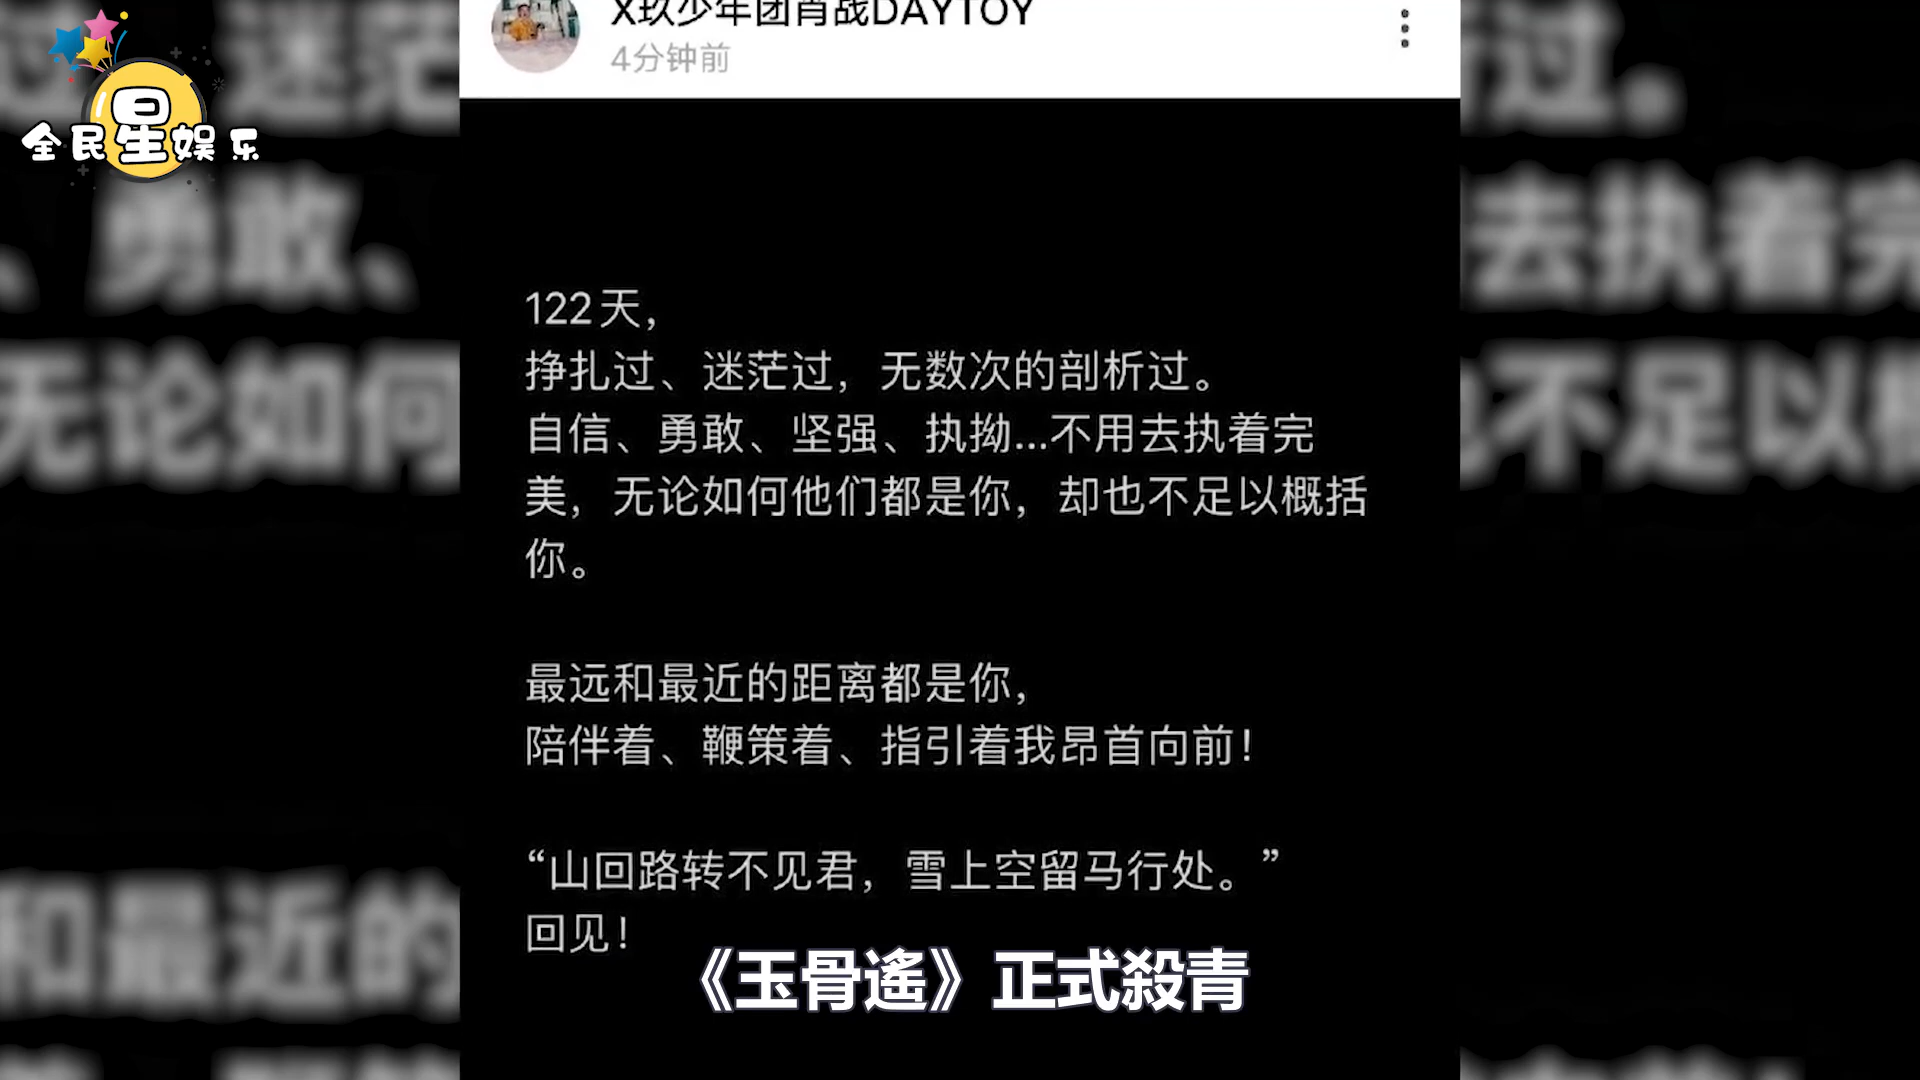 全民星娱乐
X玖少年团肖战DAYTOY
4分钟前
122天，
挣扎过、迷茫过，无数次的剖析过。
自信、勇敢、坚强、执拗...不用去执着完
美，无论如何他们都是你，却也不足以概括
你。
最远和最近的距离都是你，
陪伴着、鞭策着、指引着我昂首向前！
“山回路转不见君，雪上空留马行处。”
回见！
《玉骨遙》正式殺青